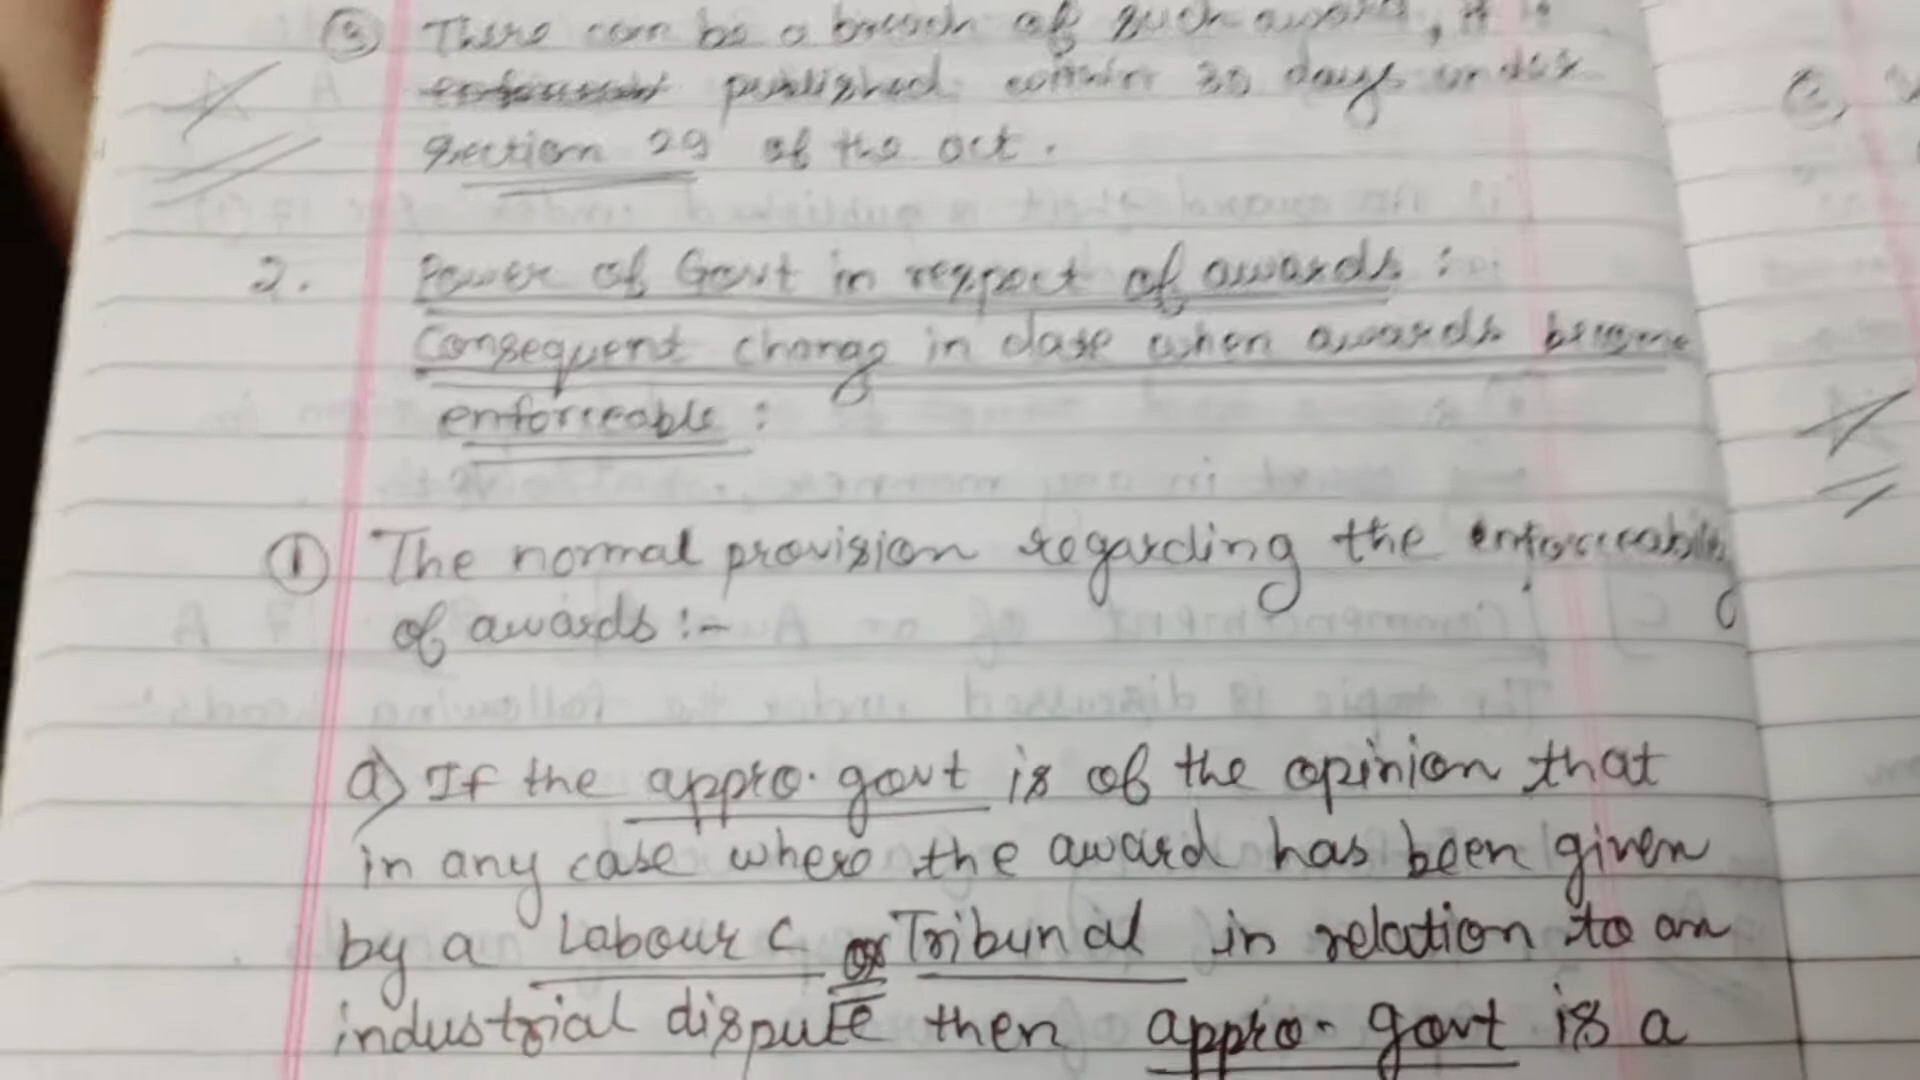 ③ There can be a breach of such award, it is
published within 30 days under
section 29 of the act.
2. Power of Govt in respect of awards :
Consequent change in date when awards become
enforceable :
① The normal provision regarding the enforceability
of awards :-
a) If the appro. govt is of the opinion that
in any case where the award has been given
by a Labour C or Tribunal in relation to an
industrial dispute then appro. govt is a